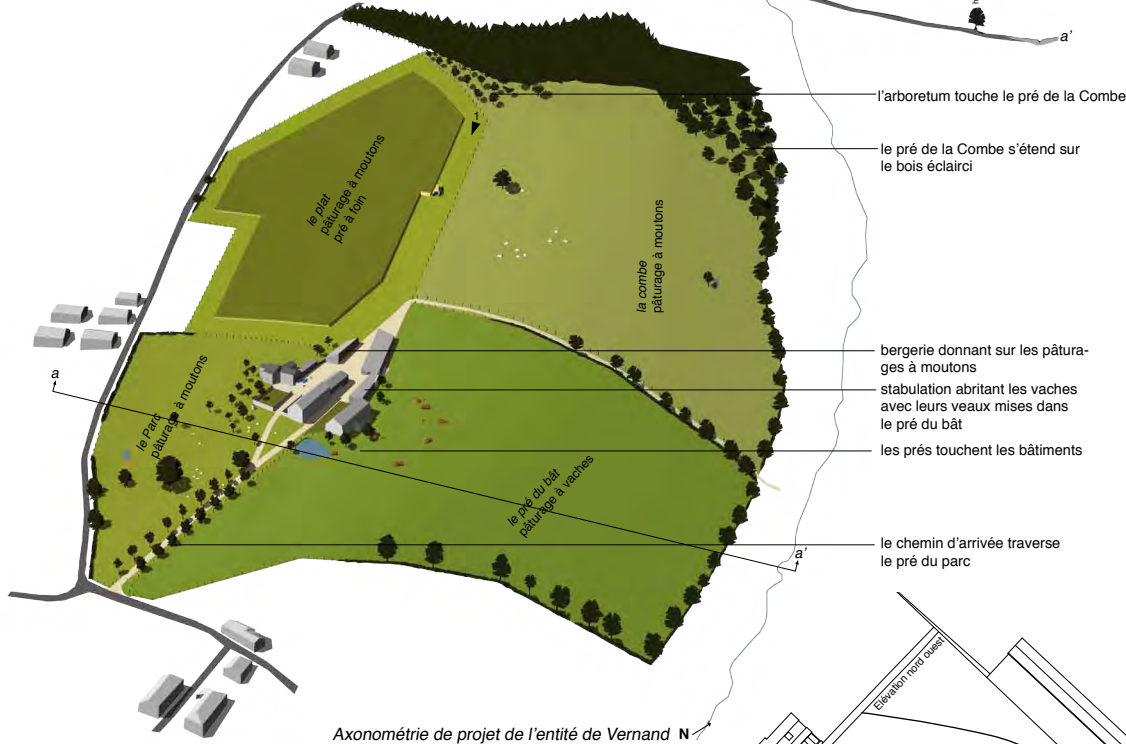 a'
l'arboretum touche le pré de la Combe
1
le pré de la Combe s'étend sur
le bois éclairci
le plat
pâturage à moutons
pré à foin
la combe
pâturage à moutons
bergerie donnant sur les pâtura-
ges à moutons
a
le Parc
pâturage à moutons
stabulation abritant les vaches
avec leurs veaux mises dans
le pré du bât
les prés touchent les bâtiments
le pré du bât
pâturage à vaches
le chemin d'arrivée traverse
le pré du parc
a'
Elévation nord ouest
Axonométrie de projet de l'entité de Vernand N